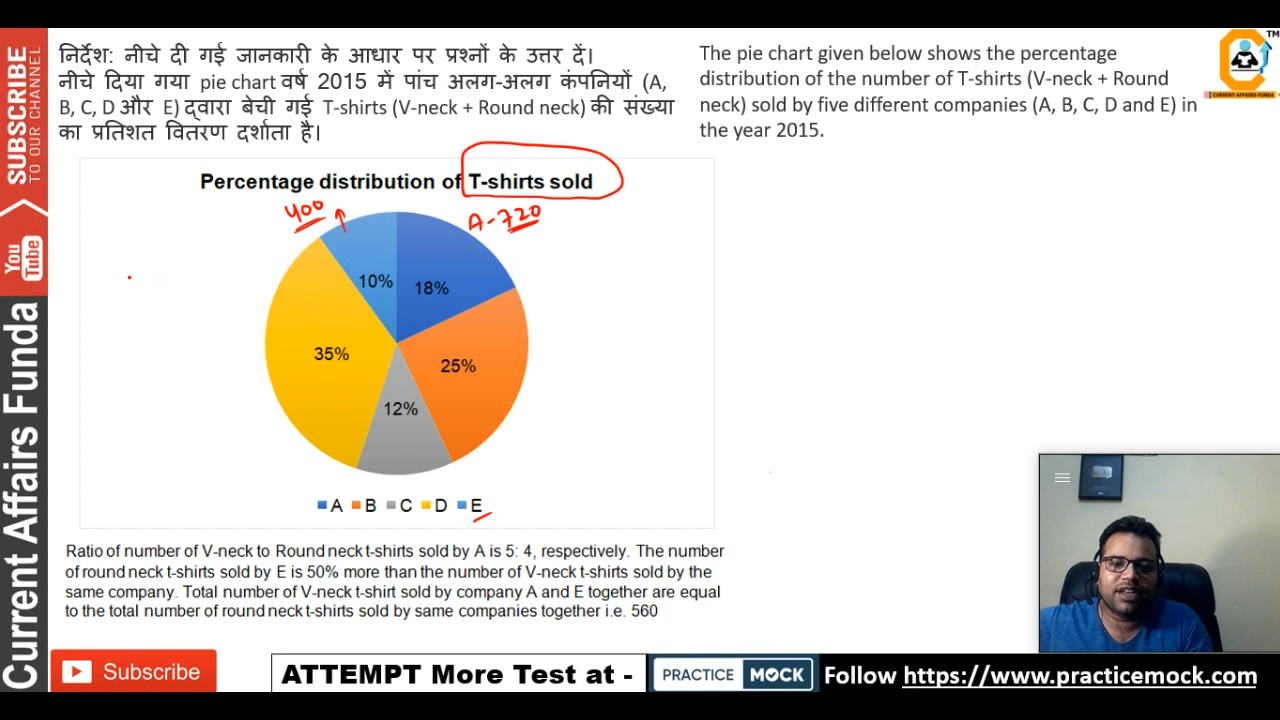 निर्देश: नीचे दी गई जानकारी के आधार पर प्रश्नों के उत्तर दें।
नीचे दिया गया pie chart वर्ष 2015 में पांच अलग-अलग कंपनियों (A,
B, C, D और E) द्वारा बेची गई T-shirts (V-neck + Round neck) की संख्या
का प्रतिशत वितरण दर्शाता है।
The pie chart given below shows the percentage
distribution of the number of T-shirts (V-neck + Round
neck) sold by five different companies (A, B, C, D and E) in
the year 2015.
TM
CURRENT-AFFAIRS-FUNDA
SUBSCRIBE
TO OUR CHANNEL
You
Tube
Current Affairs Funda
Percentage distribution of T-shirts sold
400
A-720
10%
18%
35%
25%
12%
A B C D E
Ratio of number of V-neck to Round neck t-shirts sold by A is 5: 4, respectively. The number
of round neck t-shirts sold by E is 50% more than the number of V-neck t-shirts sold by the
same company. Total number of V-neck t-shirt sold by company A and E together are equal
to the total number of round neck t-shirts sold by same companies together i.e. 560
Subscribe
ATTEMPT More Test at -
PRACTICE MOCK
Follow https://www.practicemock.com